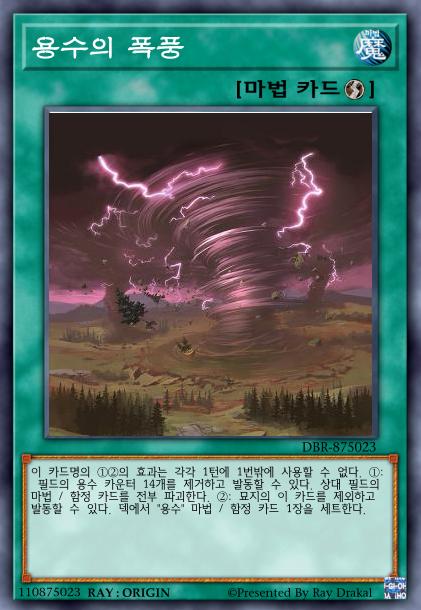 용수의 폭풍
마법
魔
[마법 카드]
DBR-875023
이 카드명의 ①②의 효과는 각각 1턴에 1번밖에 사용할 수 없다. ①:
필드의 용수 카운터 14개를 제거하고 발동할 수 있다. 상대 필드의
마법 / 함정 카드를 전부 파괴한다. ②: 묘지의 이 카드를 제외하고
발동할 수 있다. 덱에서 "용수" 마법 / 함정 카드 1장을 세트한다.
110875023 RAY : ORIGIN ©Presented By Ray Drakal